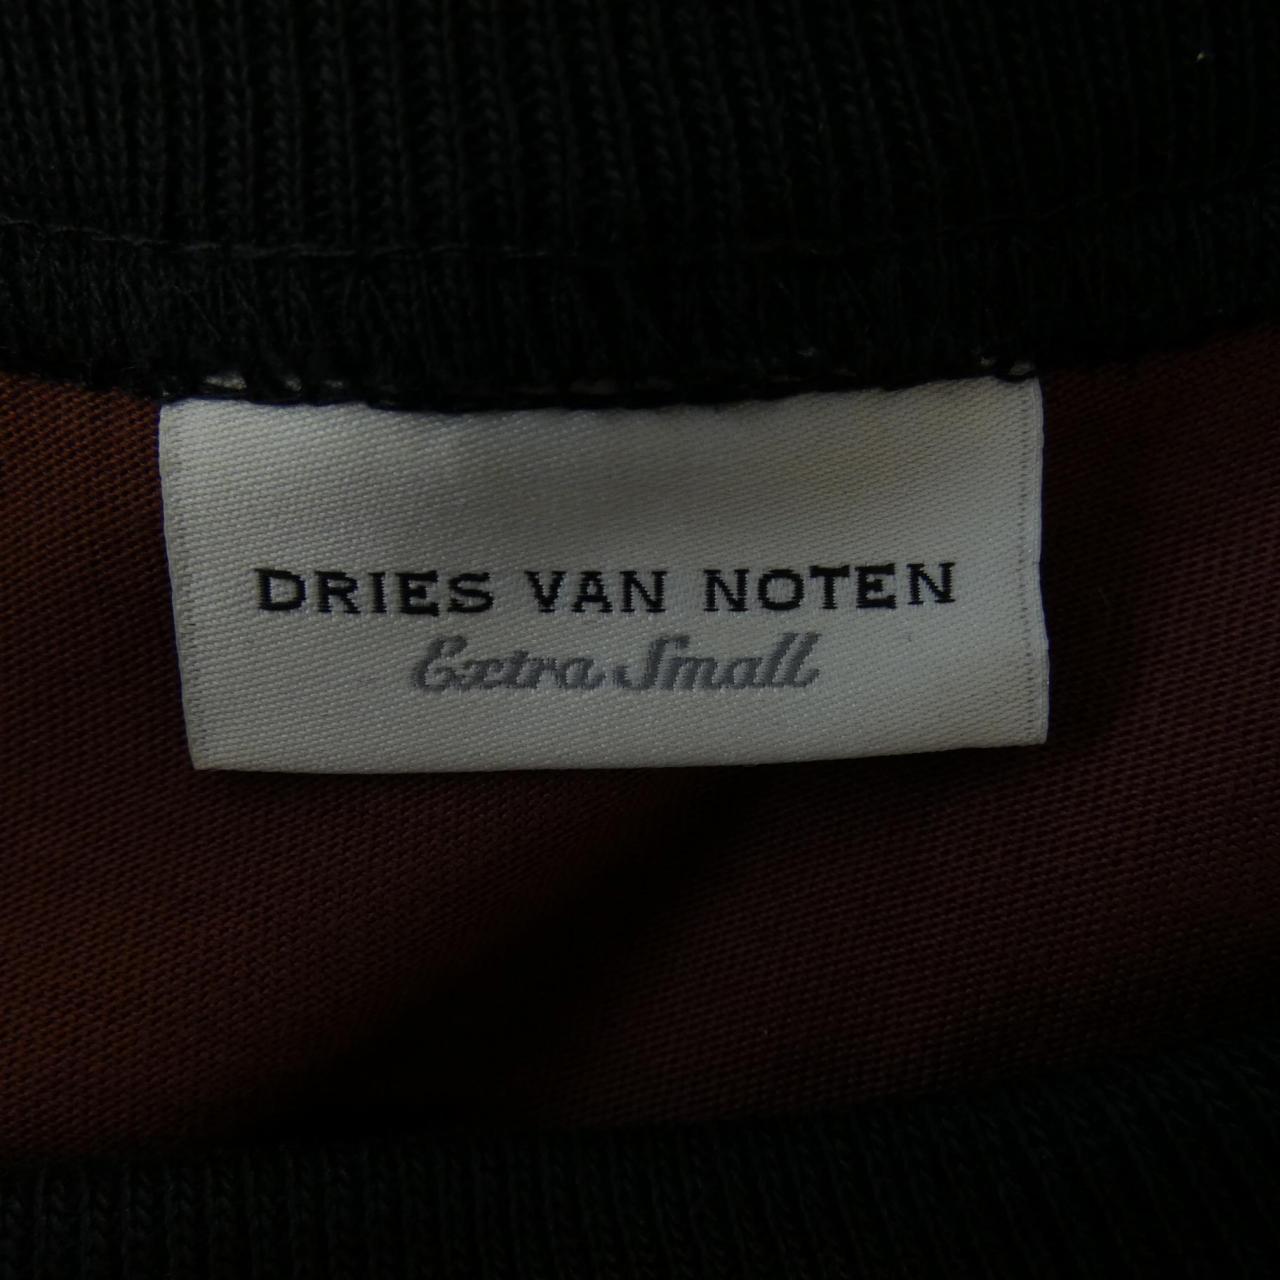 DRIES VAN NOTEN
Extra Small